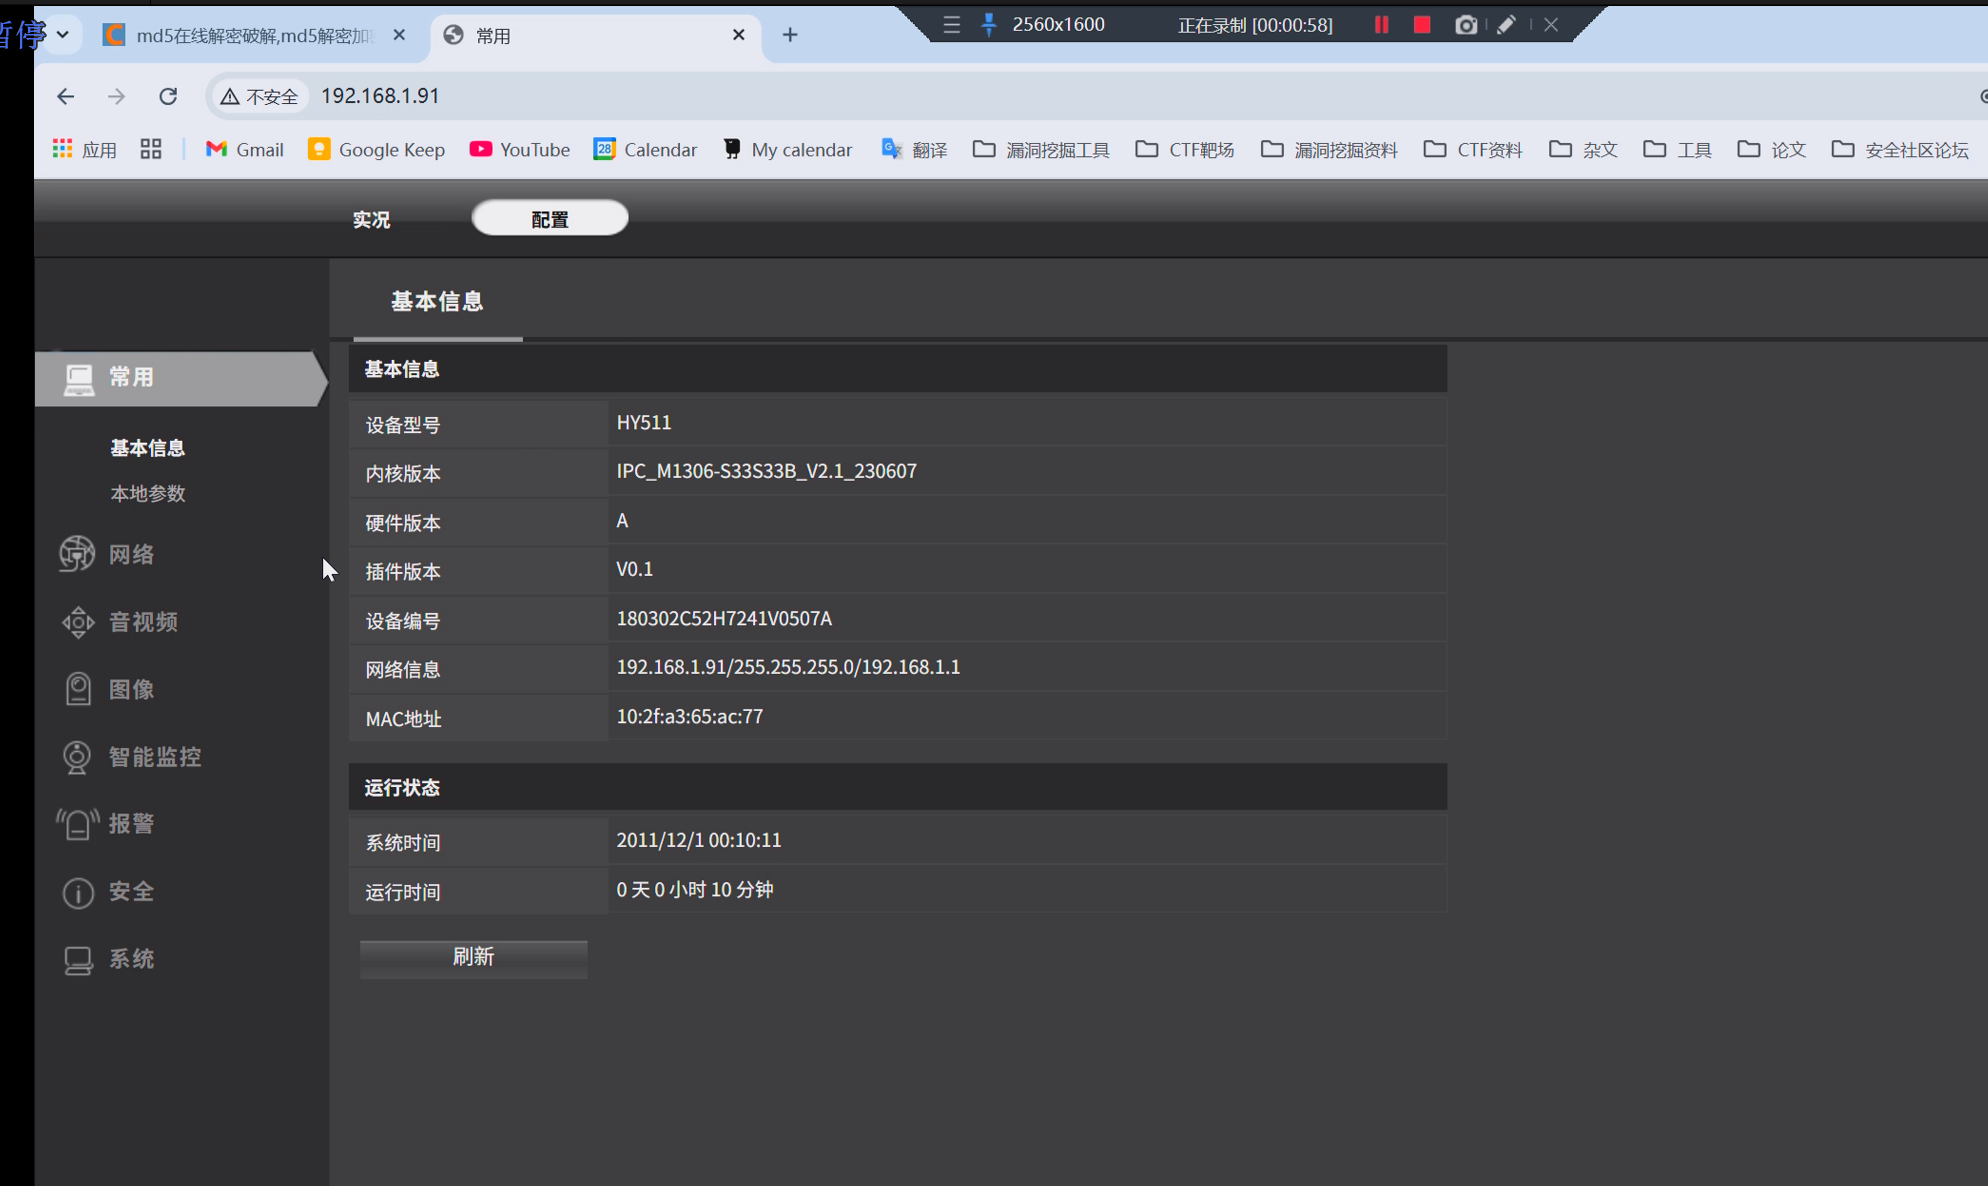 暂停
md5在线解密破解,md5解密加
常用
2560x1600
正在录制 [00:00:58]
不安全
192.168.1.91
应用
Gmail
Google Keep
YouTube
28
Calendar
My calendar
翻译
漏洞挖掘工具
CTF靶场
漏洞挖掘资料
CTF资料
杂文
工具
论文
安全社区论坛
实况
配置
基本信息
常用
基本信息
本地参数
网络
音视频
图像
智能监控
报警
安全
系统
基本信息
设备型号 HY511
内核版本 IPC_M1306-S33S33B_V2.1_230607
硬件版本 A
插件版本 V0.1
设备编号 180302C52H7241V0507A
网络信息 192.168.1.91/255.255.255.0/192.168.1.1
MAC地址 10:2f:a3:65:ac:77
运行状态
系统时间 2011/12/1 00:10:11
运行时间 0 天 0 小时 10 分钟
刷新